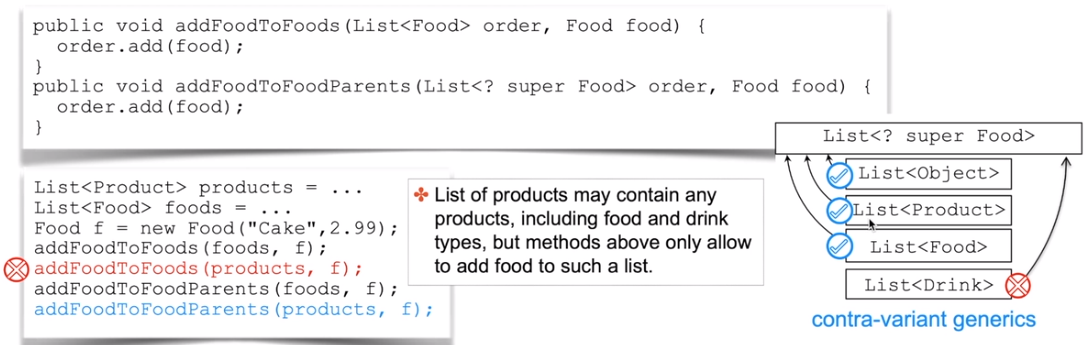 public void addFoodToFoods(List<Food> order, Food food) {
order.add(food);
}
public void addFoodToFoodParents(List<? super Food> order, Food food) {
order.add(food);
}
List<Product> products = ...
List<Food> foods = ...
Food f = new Food("Cake",2.99);
addFoodToFoods(foods, f);
addFoodToFoods(products, f);
addFoodToFoodParents(foods, f);
addFoodToFoodParents(products, f);
List of products may contain any
products, including food and drink
types, but methods above only allow
to add food to such a list.
List<? super Food>
List<Object>
List<Product>
List<Food>
List<Drink>
contra-variant generics